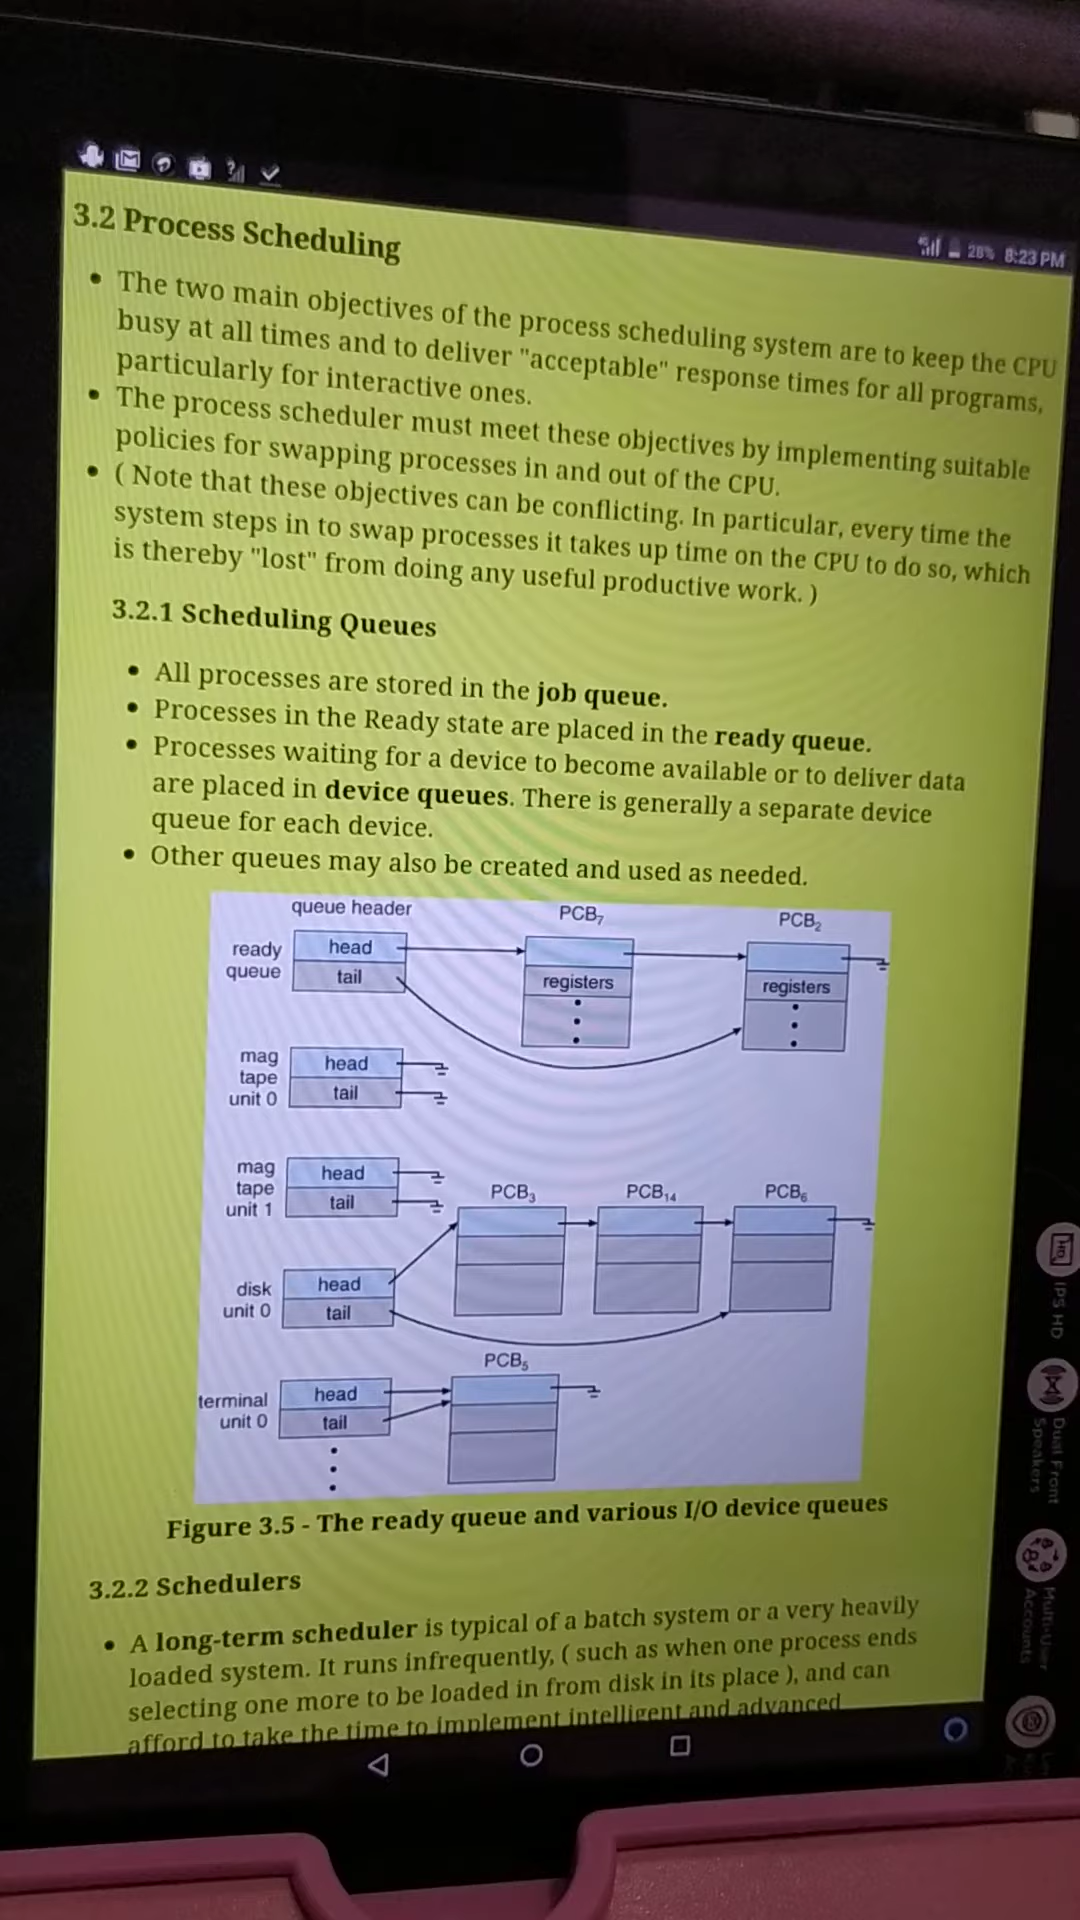 28% 8:23 PM
3.2 Process Scheduling
• The two main objectives of the process scheduling system are to keep the CPU
busy at all times and to deliver "acceptable" response times for all programs,
particularly for interactive ones.
• The process scheduler must meet these objectives by implementing suitable
policies for swapping processes in and out of the CPU.
• ( Note that these objectives can be conflicting. In particular, every time the
system steps in to swap processes it takes up time on the CPU to do so, which
is thereby "lost" from doing any useful productive work. )
3.2.1 Scheduling Queues
• All processes are stored in the job queue.
• Processes in the Ready state are placed in the ready queue.
• Processes waiting for a device to become available or to deliver data
are placed in device queues. There is generally a separate device
queue for each device.
• Other queues may also be created and used as needed.
queue header PCB7 PCB2
ready head
queue tail registers registers
mag
tape head
unit 0 tail
mag
tape head
unit 1 tail
PCB3 PCB14 PCB6
disk head
unit 0 tail
PCB5
terminal head
unit 0 tail
Figure 3.5 - The ready queue and various I/O device queues
3.2.2 Schedulers
• A long-term scheduler is typical of a batch system or a very heavily
loaded system. It runs infrequently, ( such as when one process ends
selecting one more to be loaded in from disk in its place ), and can
afford to take the time to implement intelligent and advanced
IPS HD
Dual Front
Speakers
Multi-User
Accounts